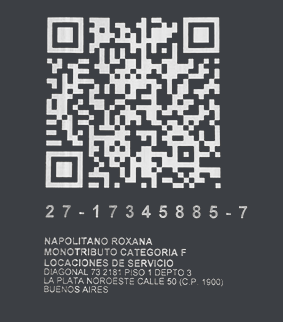 27-17345885-7
NAPOLITANO ROXANA
MONOTRIBUTO CATEGORIA F
LOCACIONES DE SERVICIO
DIAGONAL 73 2181 PISO 1 DEPTO 3
LA PLATA NOROESTE CALLE 50 (C.P. 1900)
BUENOS AIRES